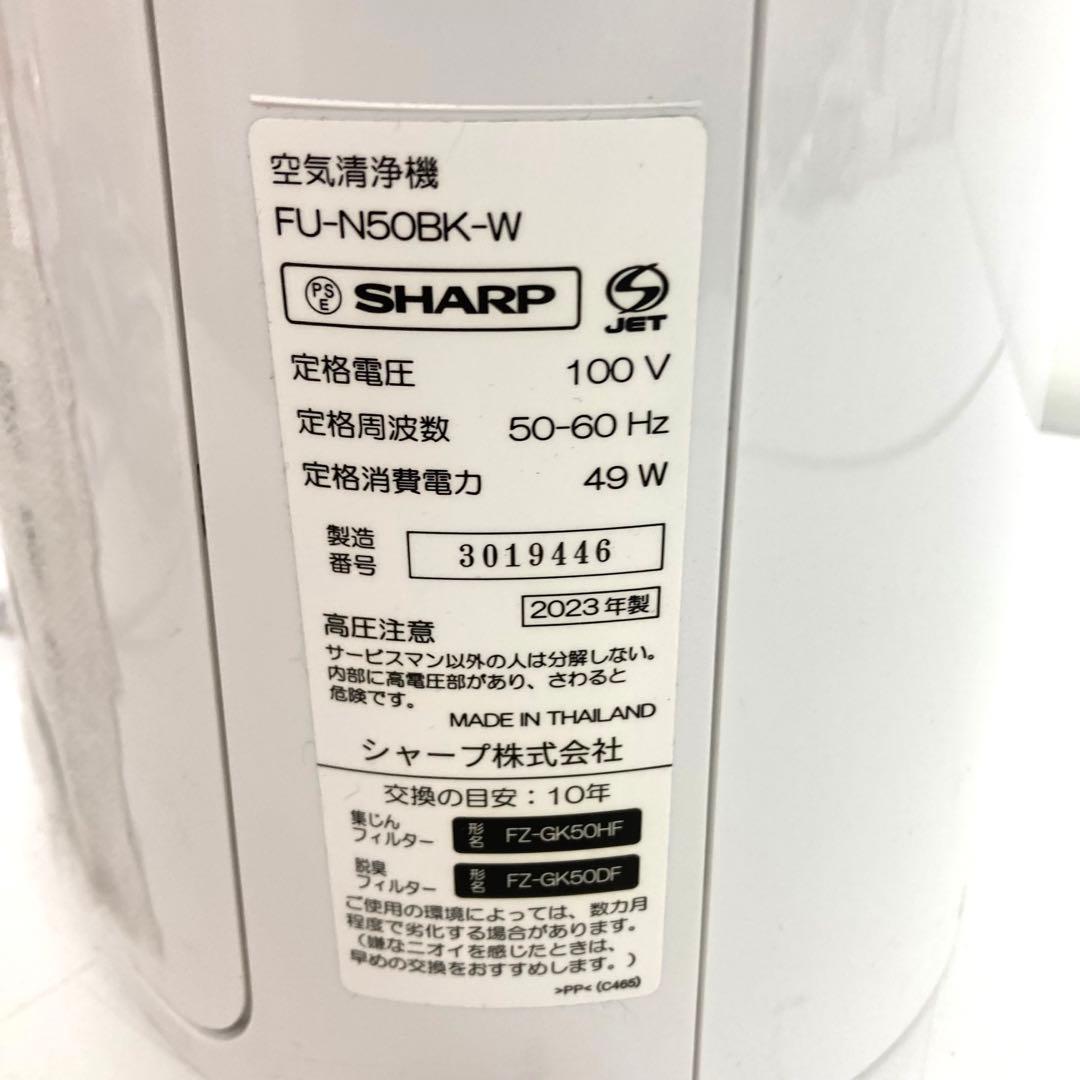 空気清浄機
FU-N50BK-W
PSE SHARP JET
定格電圧 100 V
定格周波数 50-60 Hz
定格消費電力 49 W
製造番号 3019446
2023年製
高圧注意
サービスマン以外の人は分解しない。
内部に高電圧部があり、さわると
危険です。
MADE IN THAILAND
シャープ株式会社
交換の目安：10年
集じんフィルター 形名 FZ-GK50HF
脱臭フィルター 形名 FZ-GK50DF
ご使用の環境によっては、数カ月
程度で劣化する場合があります。
（嫌なニオイを感じたときは、
早めの交換をおすすめします。）
>PP< (C465)